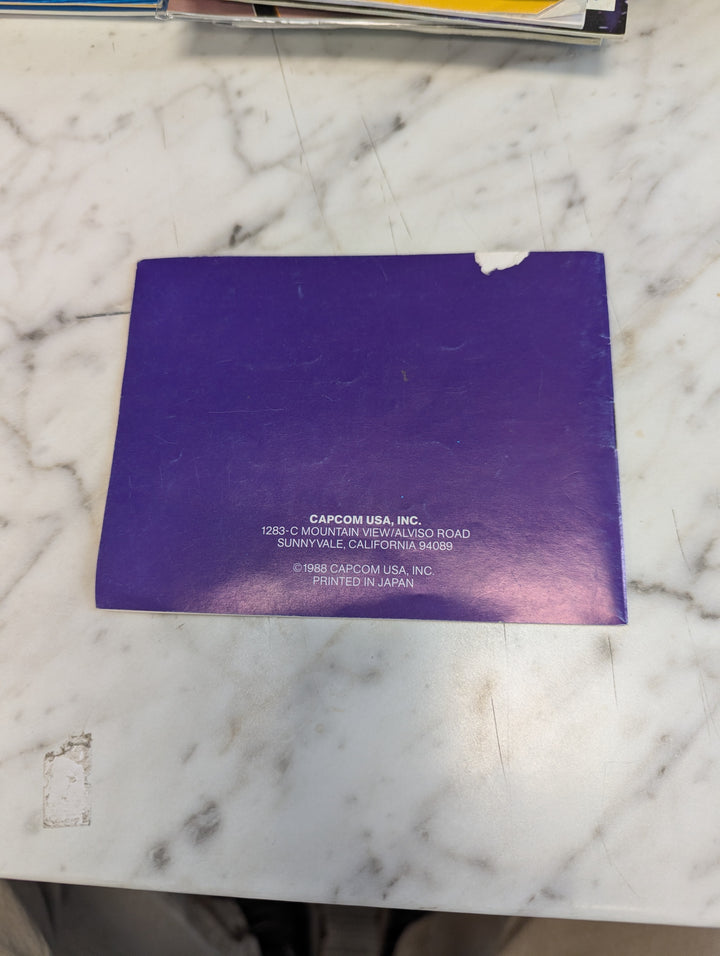 CAPCOM USA, INC.
1283-C MOUNTAIN VIEW/ALVISO ROAD
SUNNYVALE, CALIFORNIA 94089
©1988 CAPCOM USA, INC.
PRINTED IN JAPAN